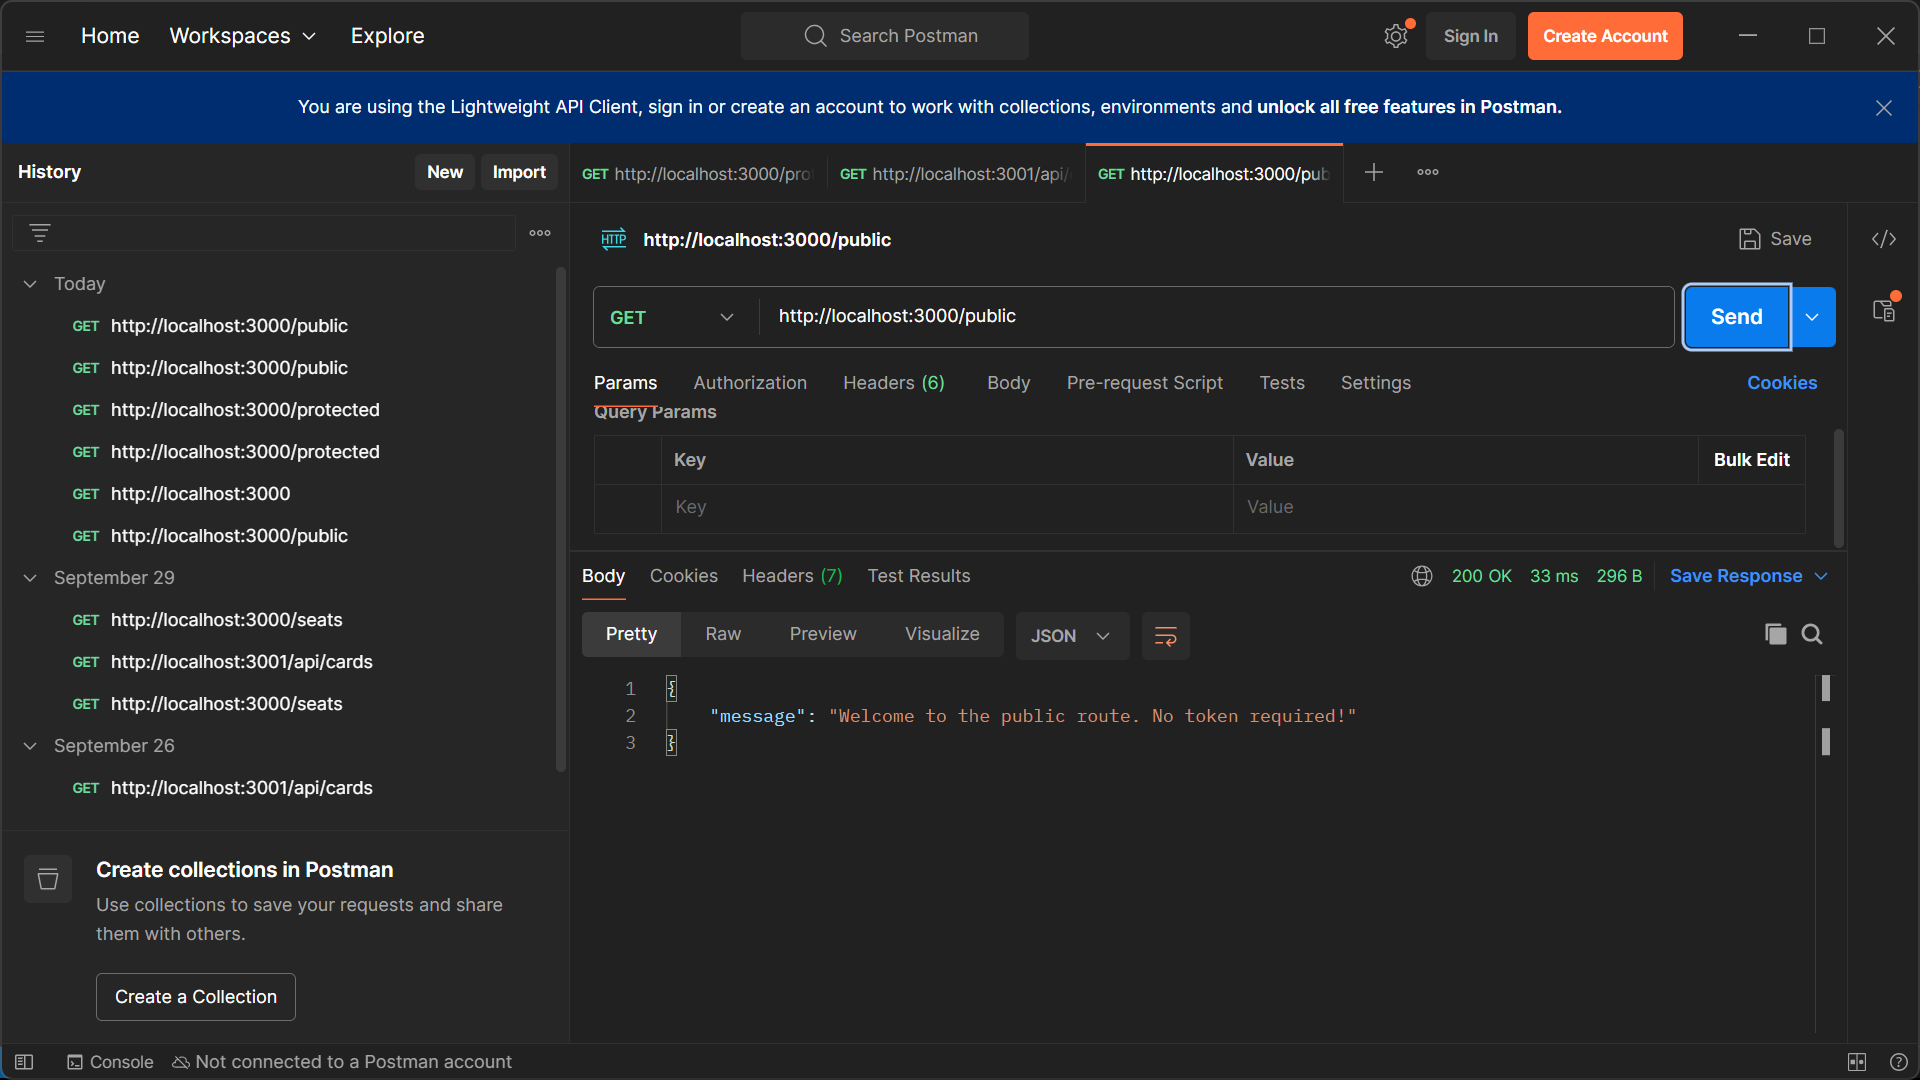 Home Workspaces Explore Search Postman Sign In Create Account
You are using the Lightweight API Client, sign in or create an account to work with collections, environments and unlock all free features in Postman.
History New Import
GET http://localhost:3000/pro GET http://localhost:3001/api/ GET http://localhost:3000/pub
HTTP http://localhost:3000/public Save
Today
GET http://localhost:3000/public
GET http://localhost:3000/public
GET http://localhost:3000/protected
GET http://localhost:3000/protected
GET http://localhost:3000
GET http://localhost:3000/public
September 29
GET http://localhost:3000/seats
GET http://localhost:3001/api/cards
GET http://localhost:3000/seats
September 26
GET http://localhost:3001/api/cards
Create collections in Postman
Use collections to save your requests and share
them with others.
Create a Collection
GET http://localhost:3000/public Send
Params Authorization Headers (6) Body Pre-request Script Tests Settings Cookies
Query Params
Key Value Bulk Edit
Key Value
Body Cookies Headers (7) Test Results 200 OK 33 ms 296 B Save Response
Pretty Raw Preview Visualize JSON
1 {
2 "message": "Welcome to the public route. No token required!"
3 }
Console Not connected to a Postman account